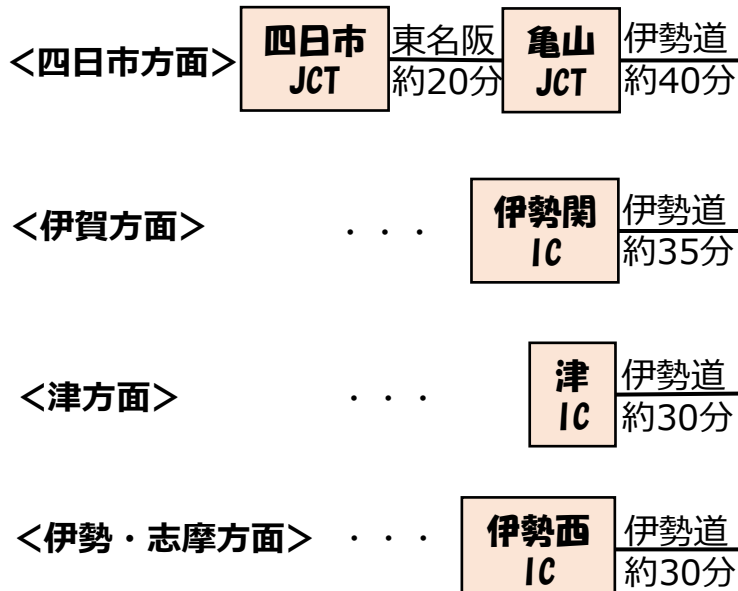 <四日市方面> 四日市 JCT 東名阪 約20分 亀山 JCT 伊勢道 約40分
<伊賀方面> ・・・ 伊勢関 IC 伊勢道 約35分
<津方面> ・・・ 津 IC 伊勢道 約30分
<伊勢・志摩方面> ・・・ 伊勢西 IC 伊勢道 約30分